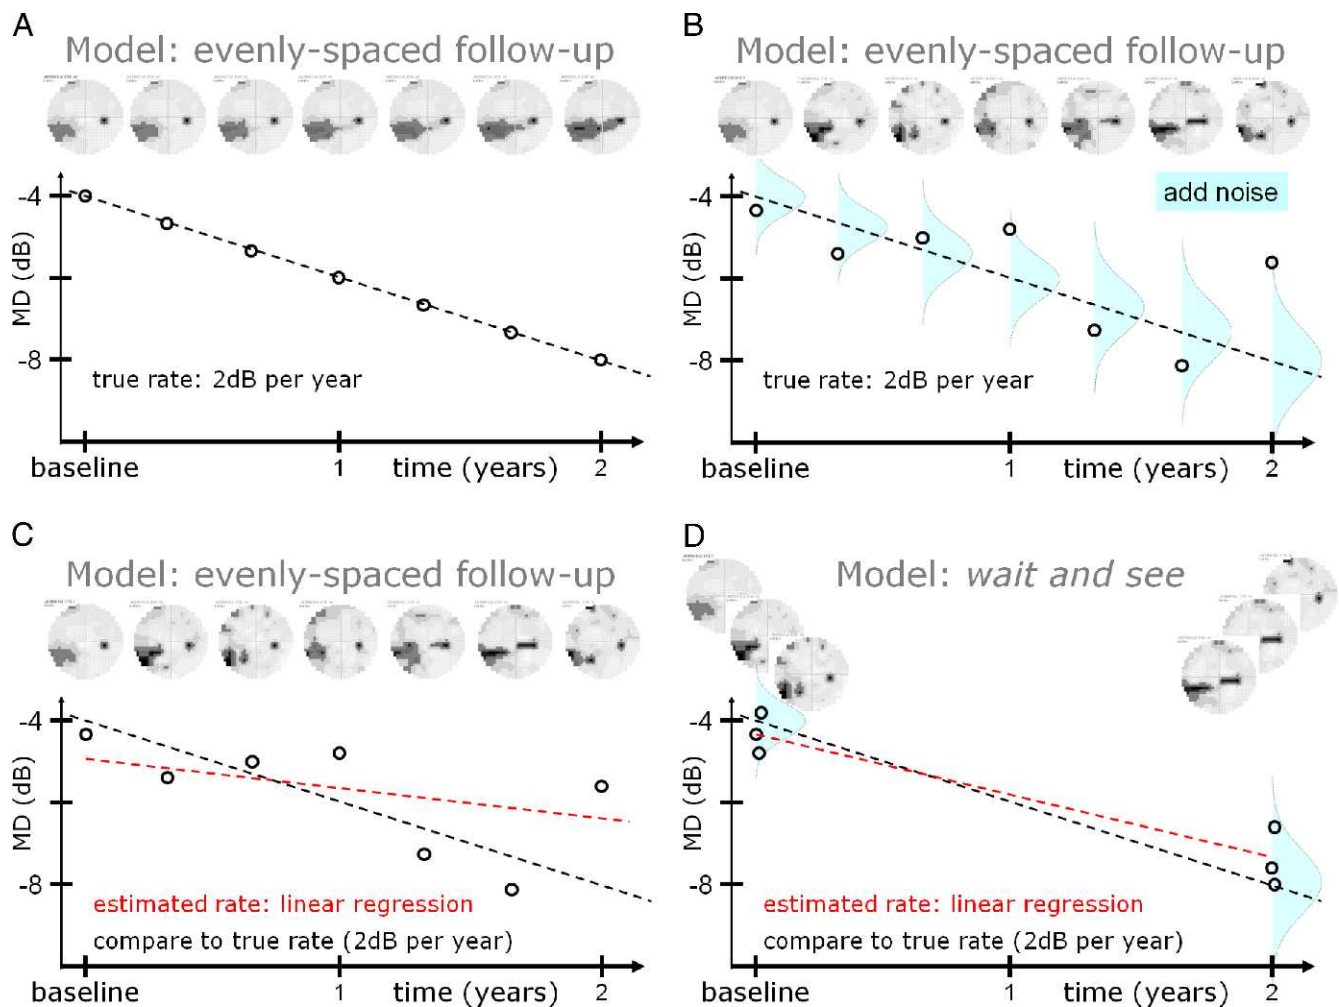 A
Model: evenly-spaced follow-up
-4
MD (dB)
-8
true rate: 2dB per year
baseline
1
time (years)
2
B
Model: evenly-spaced follow-up
add noise
-4
MD (dB)
-8
true rate: 2dB per year
baseline
1
time (years)
2
C
Model: evenly-spaced follow-up
-4
MD (dB)
-8
estimated rate: linear regression
compare to true rate (2dB per year)
baseline
1
time (years)
2
D
Model: wait and see
-4
MD (dB)
-8
estimated rate: linear regression
compare to true rate (2dB per year)
baseline
1
time (years)
2